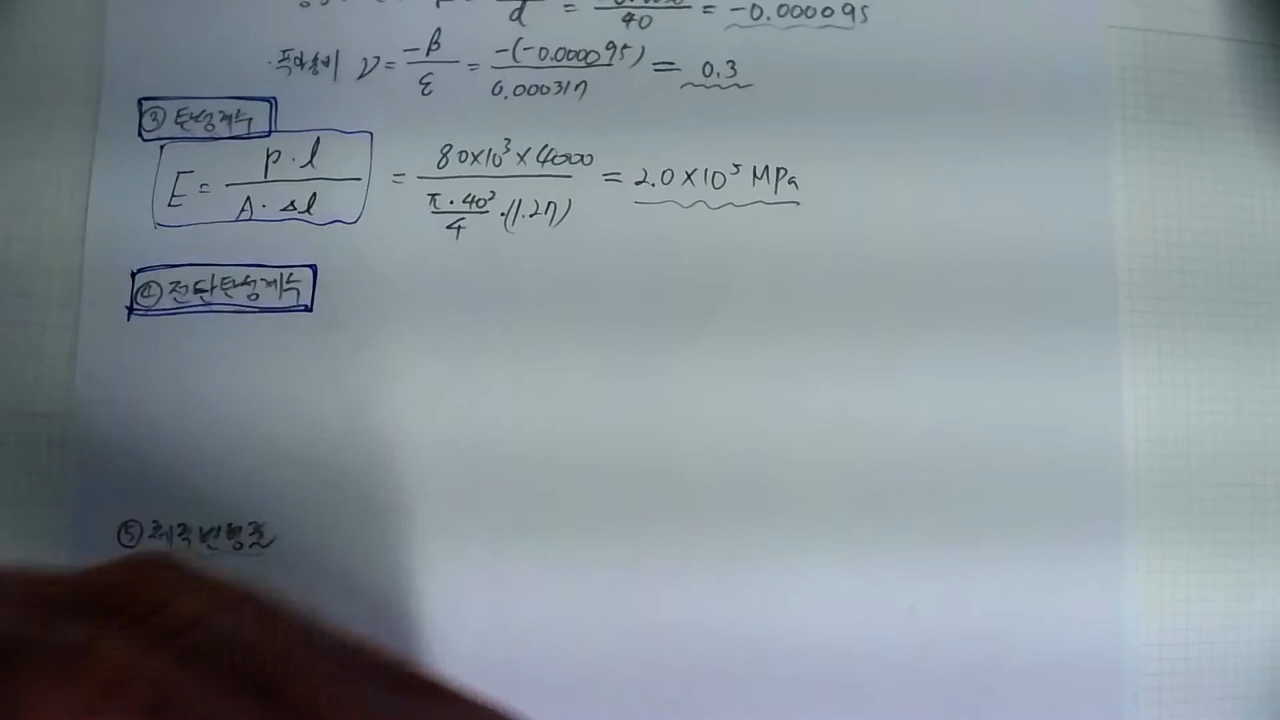 d = 40 = -0.000095
·푹아송비 ν = -β/ε = -(-0.000095)/0.000317 = 0.3
③ 탄성계수
E = P·l / A·Δl = 80×10³×4000 / (π·40²/4)·(1.27) = 2.0×10⁵ MPa
④ 전단탄성계수
⑤ 체적변형률